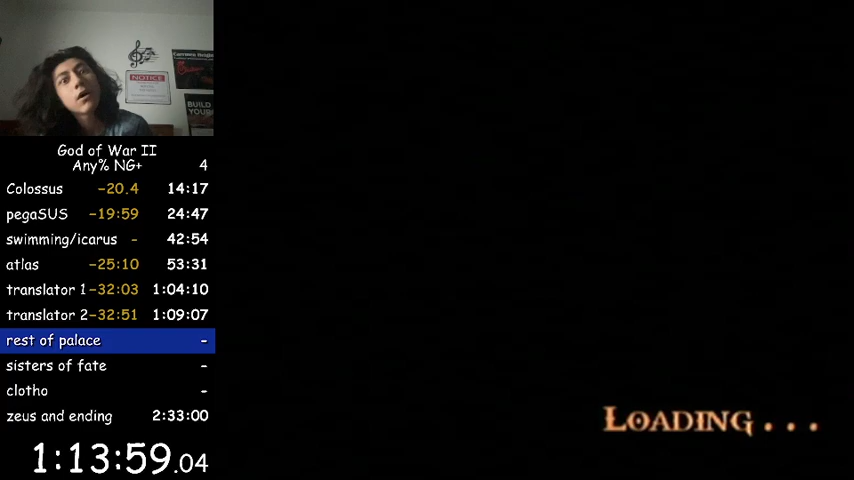 NOTICE
BUILD
YOUR
God of War II
Any% NG+ 4
Colossus -20.4 14:17
pegaSUS -19:59 24:47
swimming/icarus - 42:54
atlas -25:10 53:31
translator 1 -32:03 1:04:10
translator 2 -32:51 1:09:07
rest of palace -
sisters of fate -
clotho -
zeus and ending 2:33:00
1:13:59.04
LOADING...